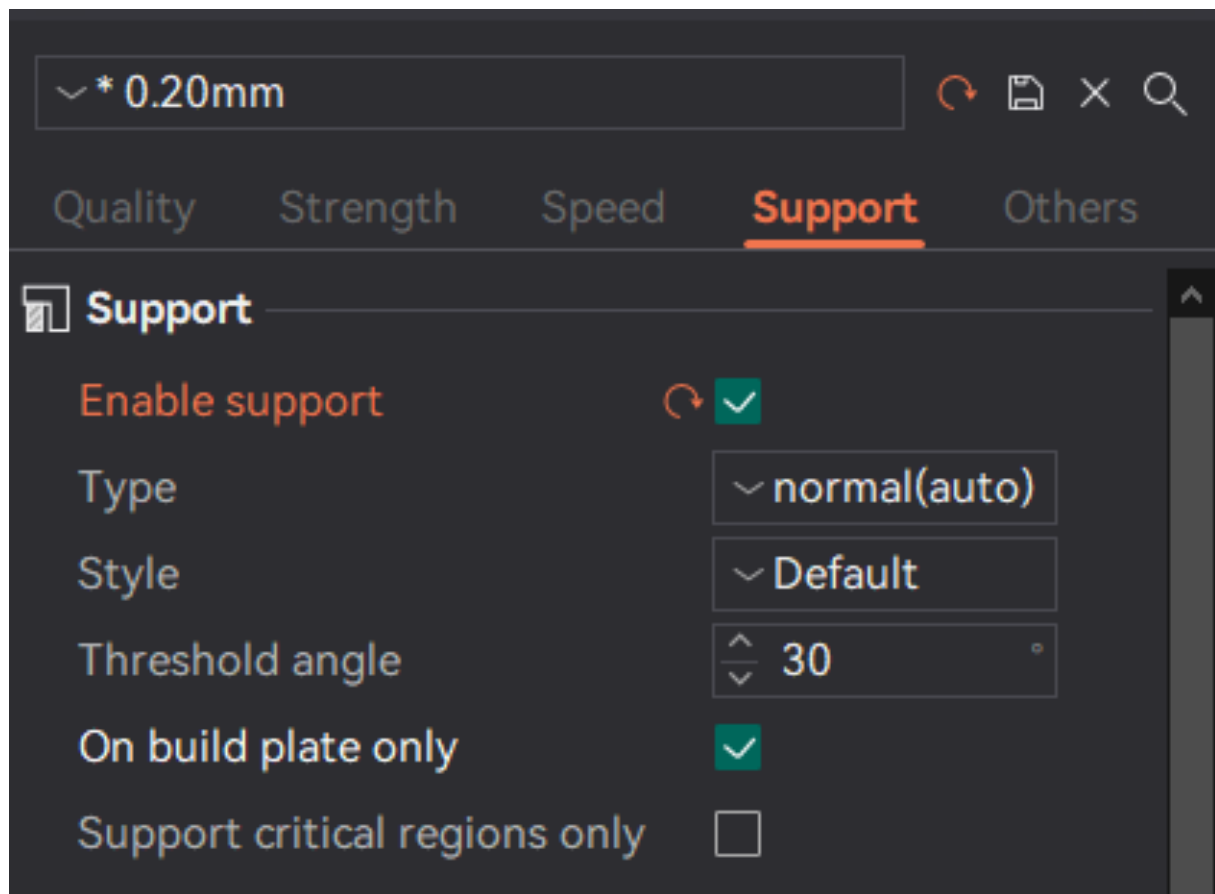 * 0.20mm
Quality Strength Speed Support Others
Support
Enable support
Type normal(auto)
Style Default
Threshold angle 30 °
On build plate only
Support critical regions only